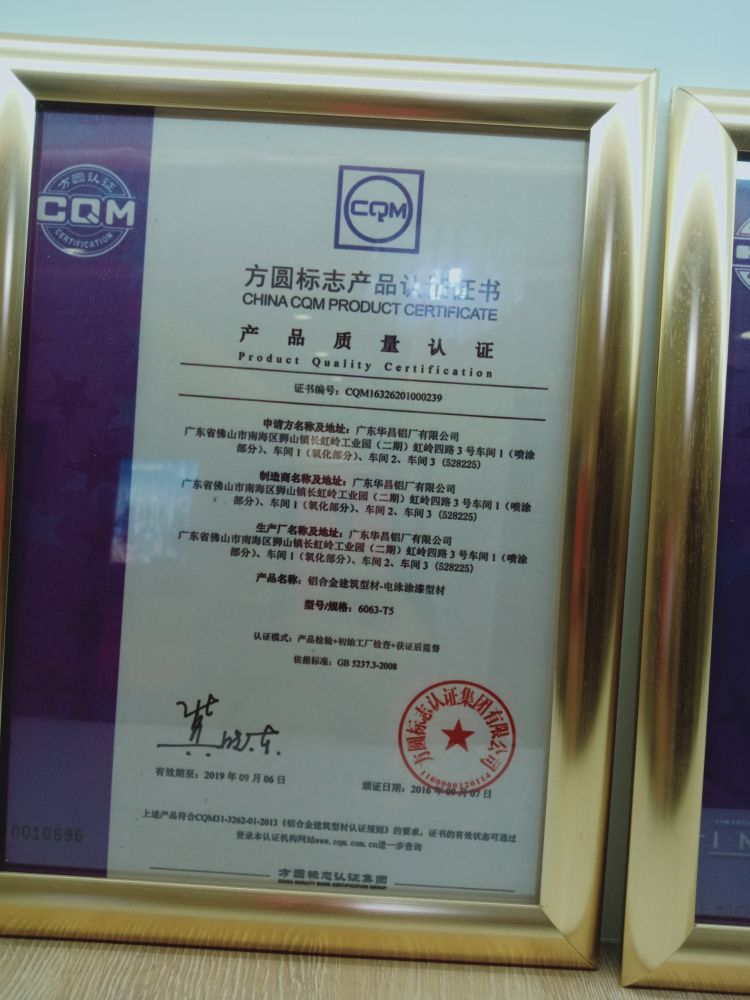 方圆认证
CQM
CERTIFICATION
CQM
方圆标志产品认证证书
CHINA CQM PRODUCT CERTIFICATE
产品质量认证
Product Quality Certification
证书编号：CQM16326201000239
申请方名称及地址：广东华昌铝厂有限公司
广东省佛山市南海区狮山镇长虹岭工业园（二期）虹岭四路 3 号车间 1（喷涂
部分）、车间 1（氧化部分）、车间 2、车间 3（528225）
制造商名称及地址：广东华昌铝厂有限公司
广东省佛山市南海区狮山镇长虹岭工业园（二期）虹岭四路 3 号车间 1（喷涂
部分）、车间 1（氧化部分）、车间 2、车间 3（528225）
生产厂名称及地址：广东华昌铝厂有限公司
广东省佛山市南海区狮山镇长虹岭工业园（二期）虹岭四路 3 号车间 1（喷涂
部分）、车间 1（氧化部分）、车间 2、车间 3（528225）
产品名称：铝合金建筑型材-电泳涂漆型材
型号/规格：6063-T5
认证模式：产品检验+初始工厂检查+获证后监督
依据标准：GB 5237.3-2008
方圆标志认证集团有限公司
1100000120114
有效期至：2019 年 09 月 06 日
颁证日期：2016 年 09 月 07 日
上述产品符合CQM31-3262-01-2013《铝合金建筑型材认证规则》的要求，证书的有效状态可通过
登录本认证机构网站www.cqm.com.cn进一步查询
0010696
方圆标志认证集团
CHINA QUALITY MARK CERTIFICATION GROUP